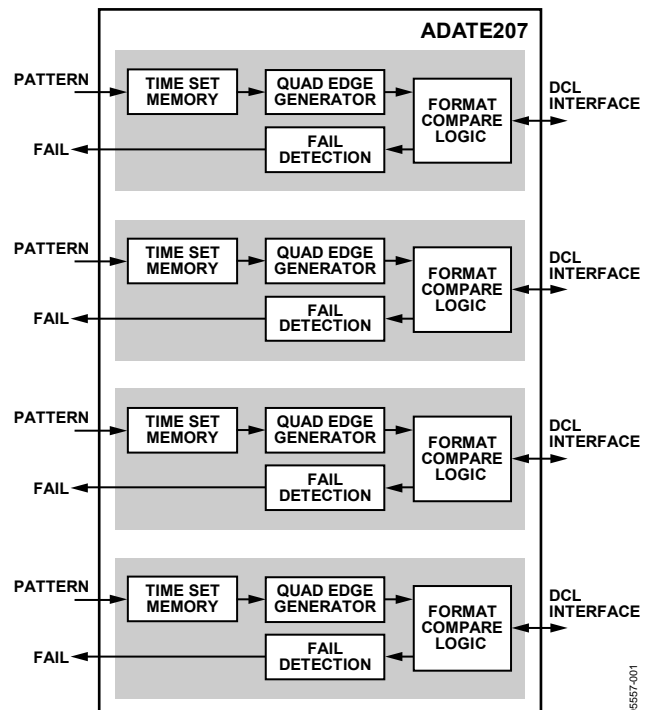 ADATE207
PATTERN
TIME SET
MEMORY
QUAD EDGE
GENERATOR
FORMAT
COMPARE
LOGIC
DCL
INTERFACE
FAIL
FAIL
DETECTION
PATTERN
TIME SET
MEMORY
QUAD EDGE
GENERATOR
FORMAT
COMPARE
LOGIC
DCL
INTERFACE
FAIL
FAIL
DETECTION
PATTERN
TIME SET
MEMORY
QUAD EDGE
GENERATOR
FORMAT
COMPARE
LOGIC
DCL
INTERFACE
FAIL
FAIL
DETECTION
PATTERN
TIME SET
MEMORY
QUAD EDGE
GENERATOR
FORMAT
COMPARE
LOGIC
DCL
INTERFACE
FAIL
FAIL
DETECTION